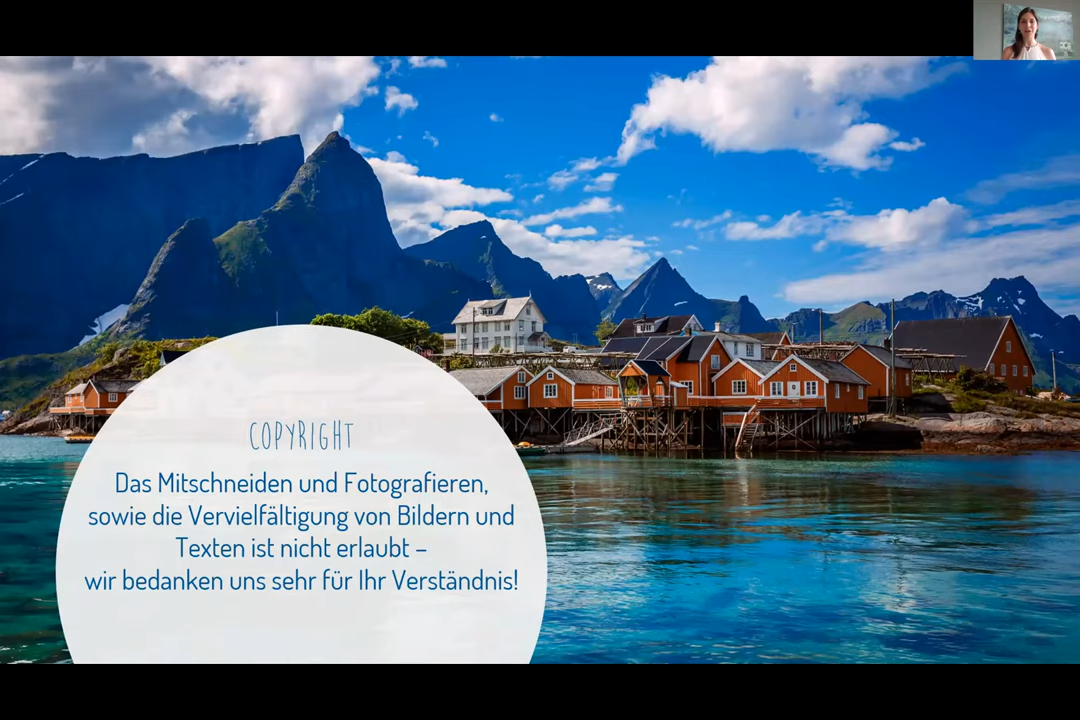 COPYRIGHT
Das Mitschneiden und Fotografieren,
sowie die Vervielfältigung von Bildern und
Texten ist nicht erlaubt –
wir bedanken uns sehr für Ihr Verständnis!